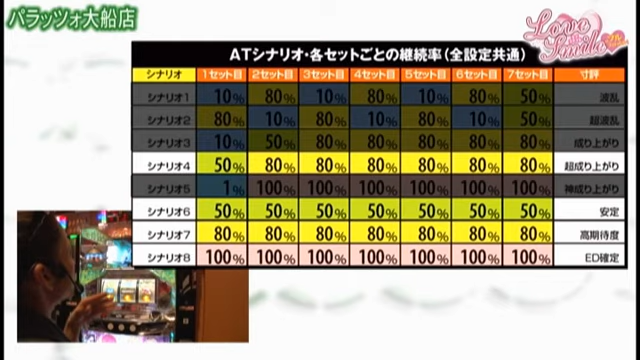 パラッツォ大船店
Love
Smile
ATシナリオ・各セットごとの継続率(全設定共通)
シナリオ 1セット目 2セット目 3セット目 4セット目 5セット目 6セット目 7セット目 寸評
シナリオ1 10% 80% 10% 80% 10% 80% 50% 波乱
シナリオ2 80% 10% 80% 10% 80% 10% 50% 超波乱
シナリオ3 10% 50% 80% 80% 80% 80% 80% 成り上がり
シナリオ4 50% 80% 80% 80% 80% 80% 80% 超成り上がり
シナリオ5 1% 100% 100% 100% 100% 100% 100% 神成り上がり
シナリオ6 50% 50% 50% 50% 50% 50% 50% 安定
シナリオ7 80% 80% 80% 80% 80% 80% 80% 高期待度
シナリオ8 100% 100% 100% 100% 100% 100% 100% ED確定